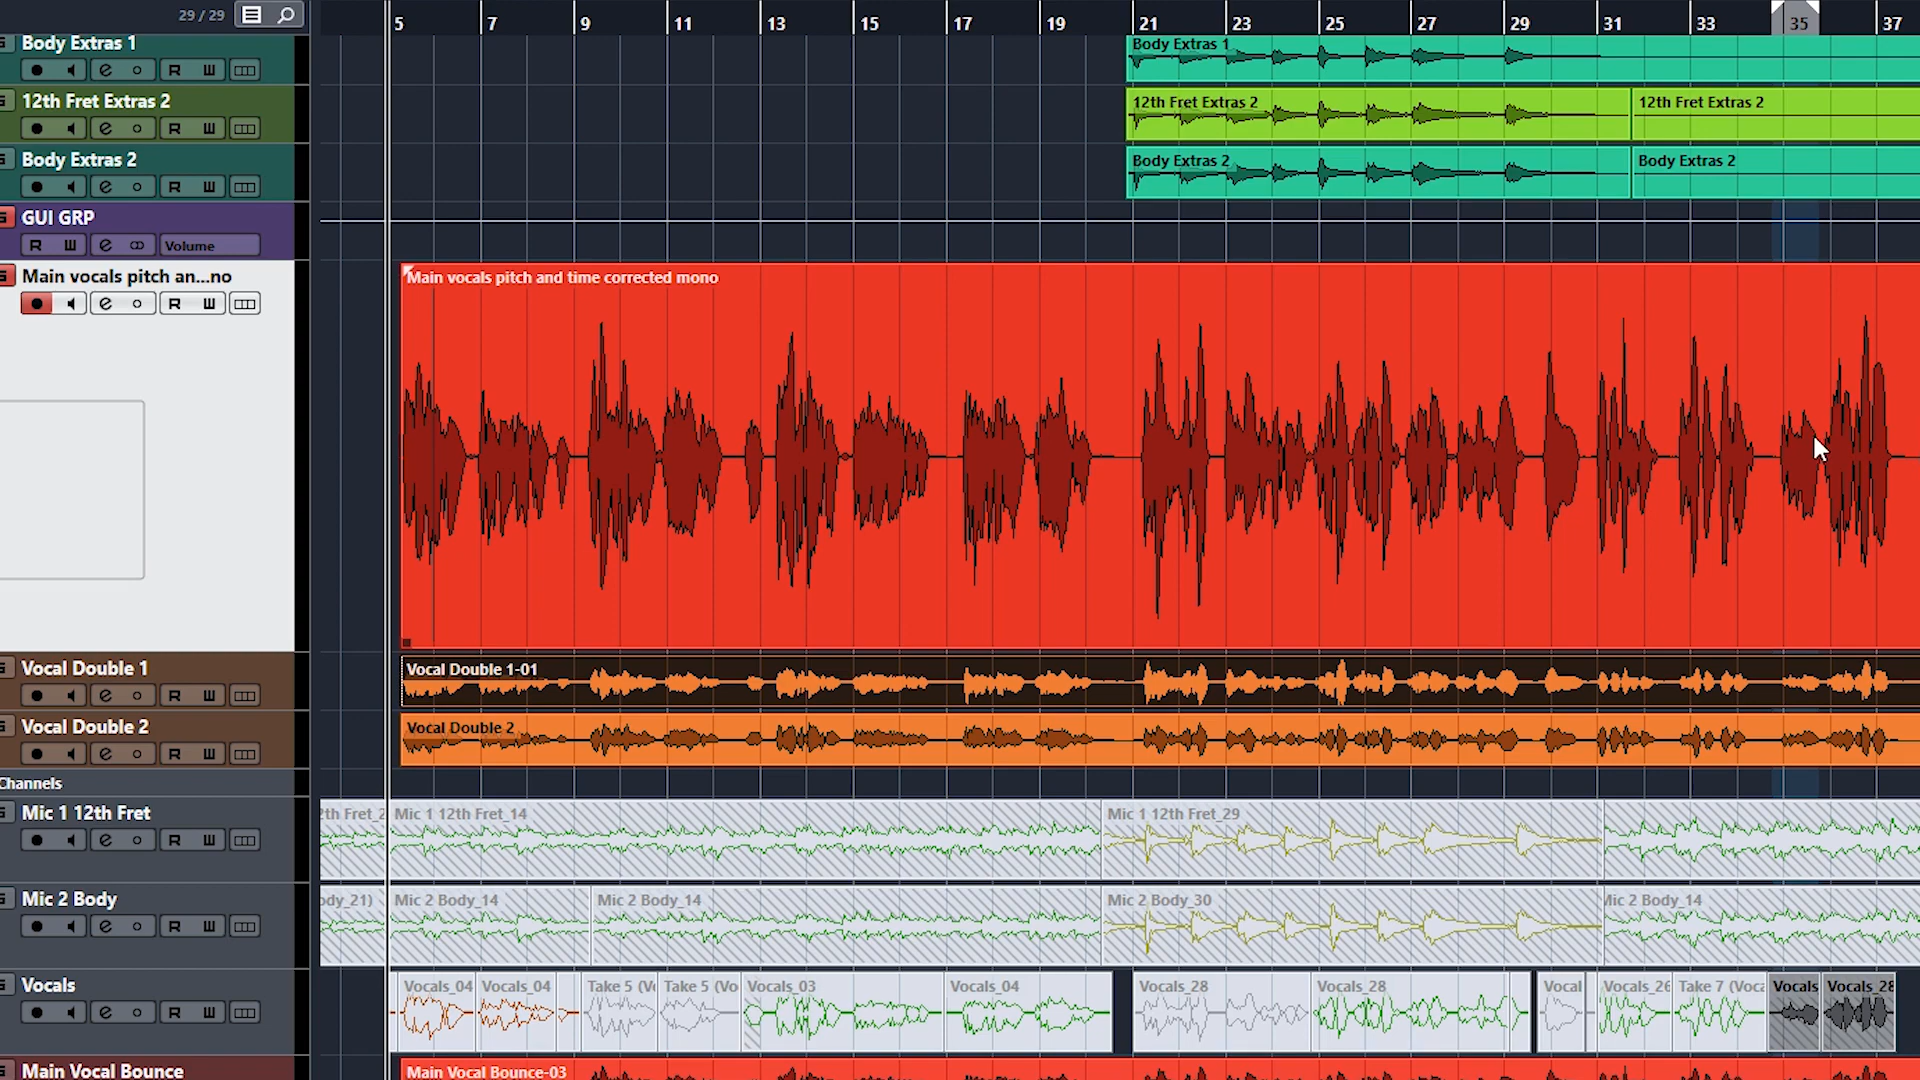 29 / 29
5 7 9 11 13 15 17 19 21 23 25 27 29 31 33 35 37
Body Extras 1
R
Body Extras 1
12th Fret Extras 2
R
12th Fret Extras 2
12th Fret Extras 2
Body Extras 2
R
Body Extras 2
Body Extras 2
GUI GRP
R
Volume
Main vocals pitch an...no
R
Main vocals pitch and time corrected mono
Vocal Double 1
R
Vocal Double 1-01
Vocal Double 2
R
Vocal Double 2
Channels
Mic 1 12th Fret
R
2th Fret_2
Mic 1 12th Fret_14
Mic 1 12th Fret_29
Mic 2 Body
R
ody_21)
Mic 2 Body_14
Mic 2 Body_14
Mic 2 Body_30
Mic 2 Body_14
Vocals
R
Vocals_04
Vocals_04
Take 5 (Vo
Take 5 (Vo
Vocals_03
Vocals_04
Vocals_28
Vocals_28
Vocal
Vocals_26
Take 7 (Voca
Vocals
Vocals_28
Main Vocal Bounce
Main Vocal Bounce-03